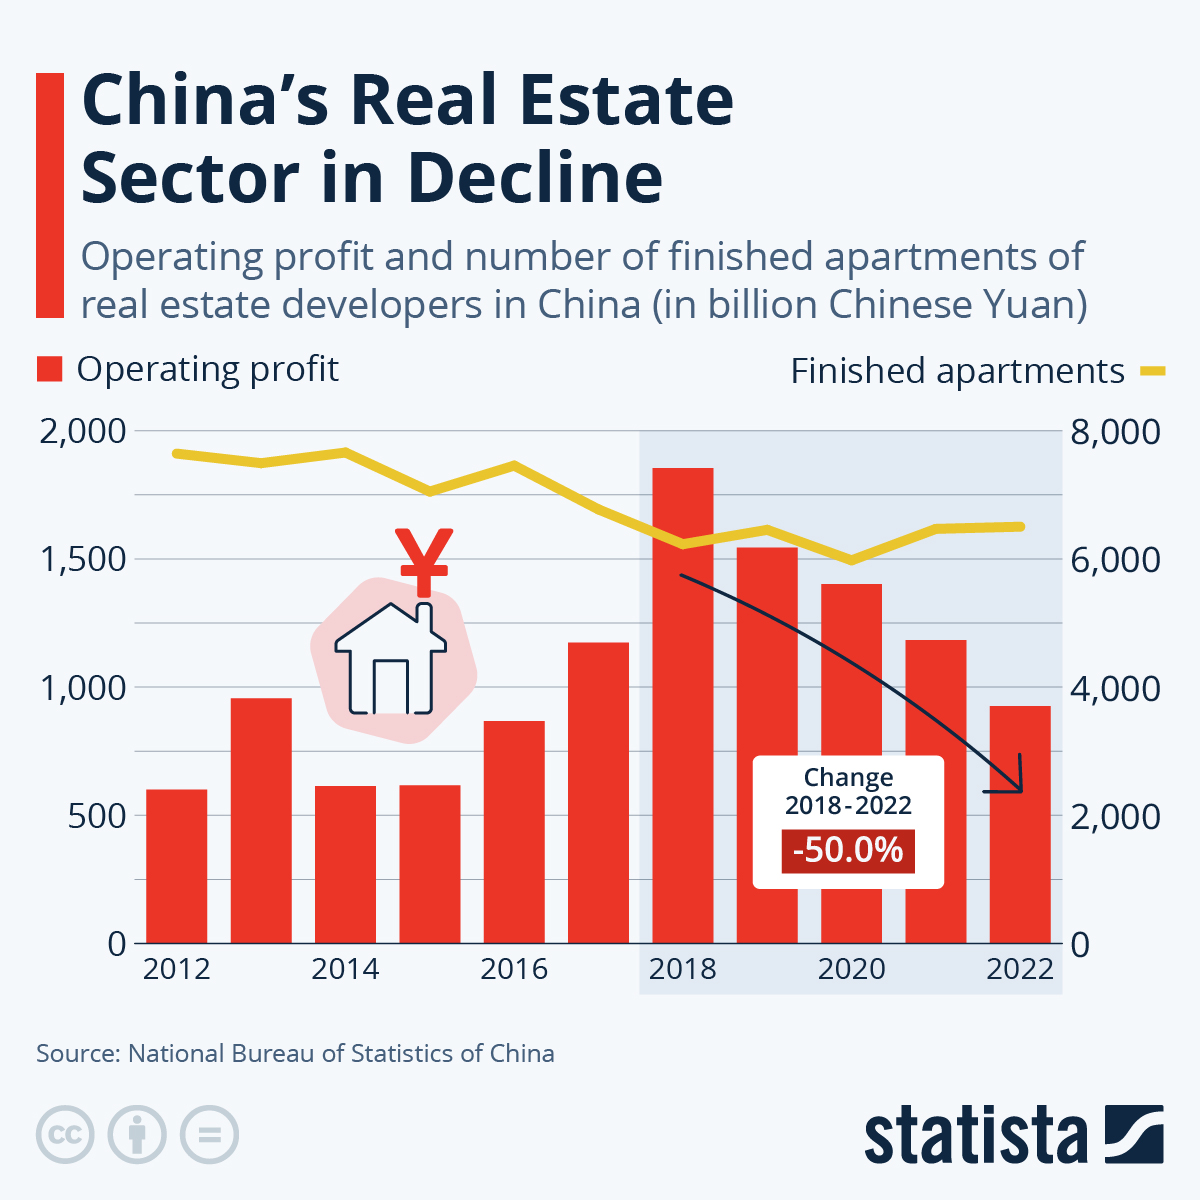 China’s Real Estate
Sector in Decline
Operating profit and number of finished apartments of
real estate developers in China (in billion Chinese Yuan)
Operating profit
Finished apartments
2,000
8,000
1,500
6,000
¥
1,000
4,000
500
2,000
Change
2018-2022
-50.0%
0
0
2012
2014
2016
2018
2020
2022
Source: National Bureau of Statistics of China
cc
statista